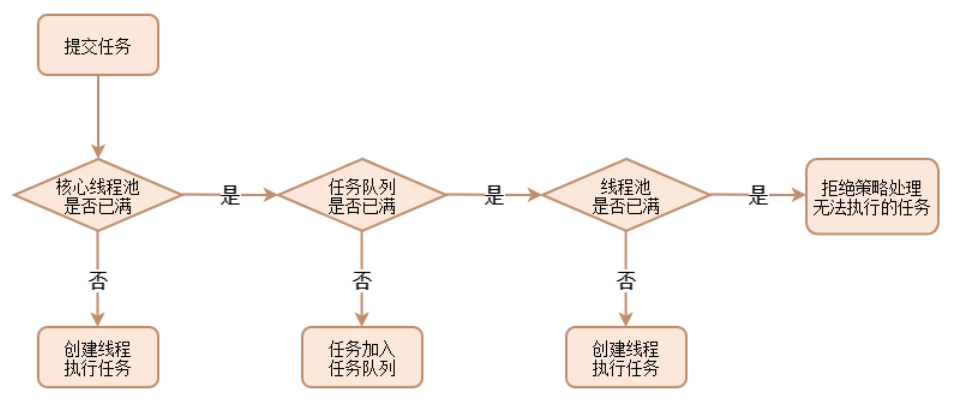 提交任务
核心线程池
是否已满
是
任务队列
是否已满
是
线程池
是否已满
是
拒绝策略处理
无法执行的任务
否
否
否
创建线程
执行任务
任务加入
任务队列
创建线程
执行任务